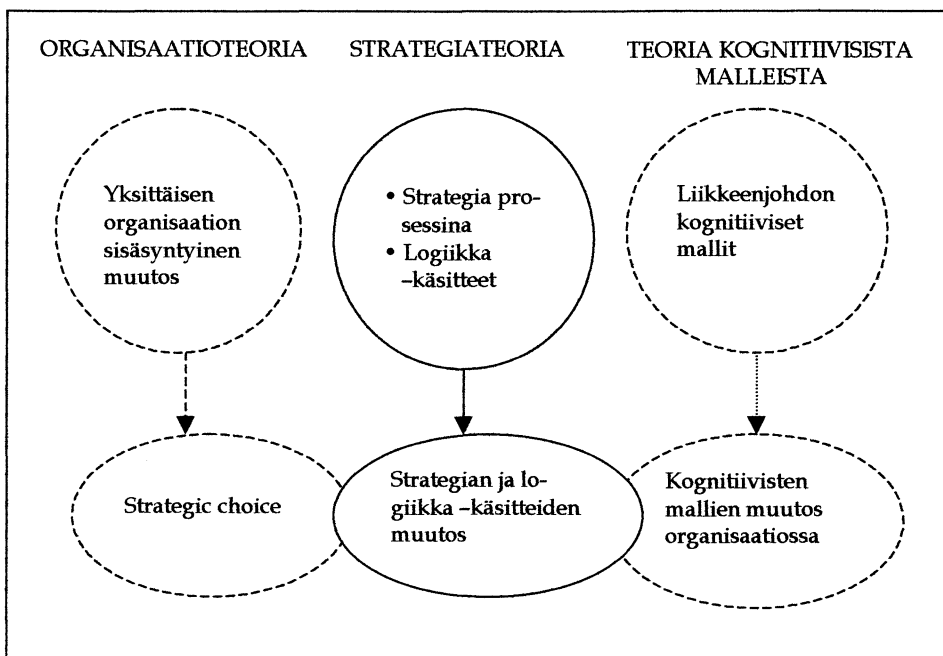 ORGANISAATIOTEORIA
STRATEGIATEORIA
TEORIA KOGNITIIVISISTA
MALLEISTA
Yksittäisen
organisaation
sisäsyntyinen
muutos
• Strategia pro-
sessina
• Logiikka
–käsitteet
Liikkeenjohdon
kognitiiviset
mallit
Strategic choice
Strategian ja lo-
giikka –käsitteiden
muutos
Kognitiivisten
mallien muutos
organisaatiossa